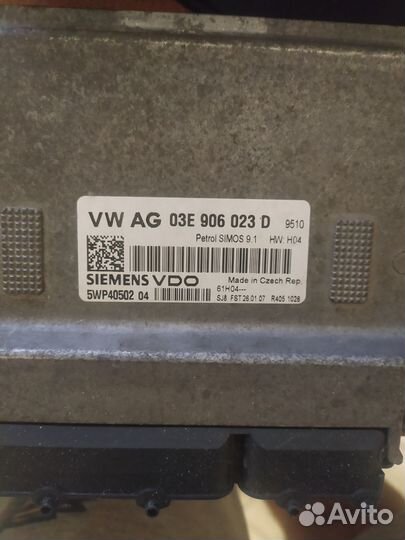 VW AG 03E 906 023 D 9510
Petrol SIMOS 9.1 HW: H04
SIEMENS VDO Made in Czech Rep.
5WP40502 04 61H04---
SJ8 FST 26.01.07 R405 1028
Avito